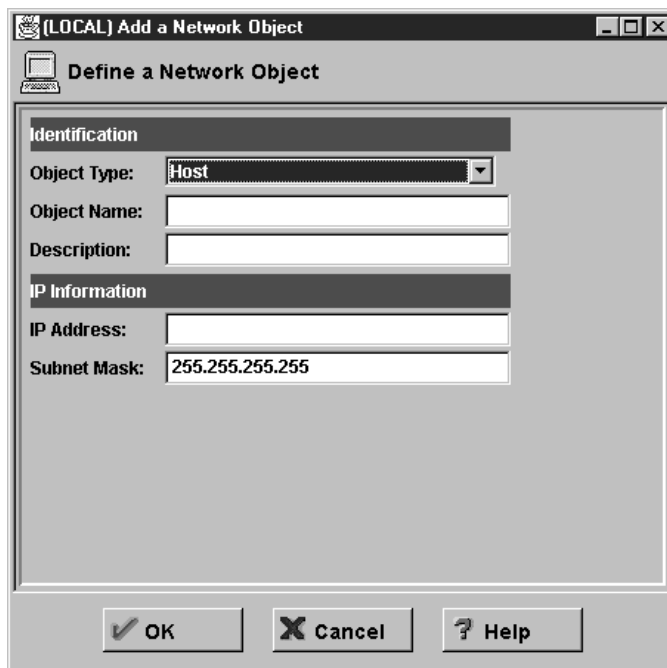 (LOCAL) Add a Network Object
Define a Network Object
Identification
Object Type: Host
Object Name:
Description:
IP Information
IP Address:
Subnet Mask: 255.255.255.255
OK Cancel ? Help